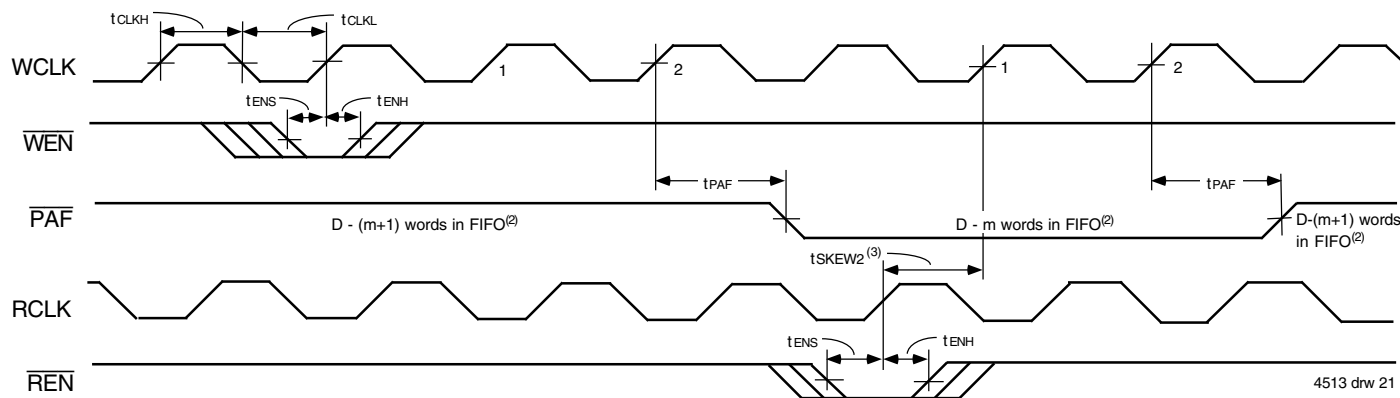 tCLKH tCLKL
WCLK 1 2 1 2
tENS tENH
WEN
tPAF tPAF
PAF
D - (m+1) words in FIFO(2) D - m words in FIFO(2) D-(m+1) words
in FIFO(2)
tSKEW2(3)
RCLK
tENS tENH
REN
4513 drw 21